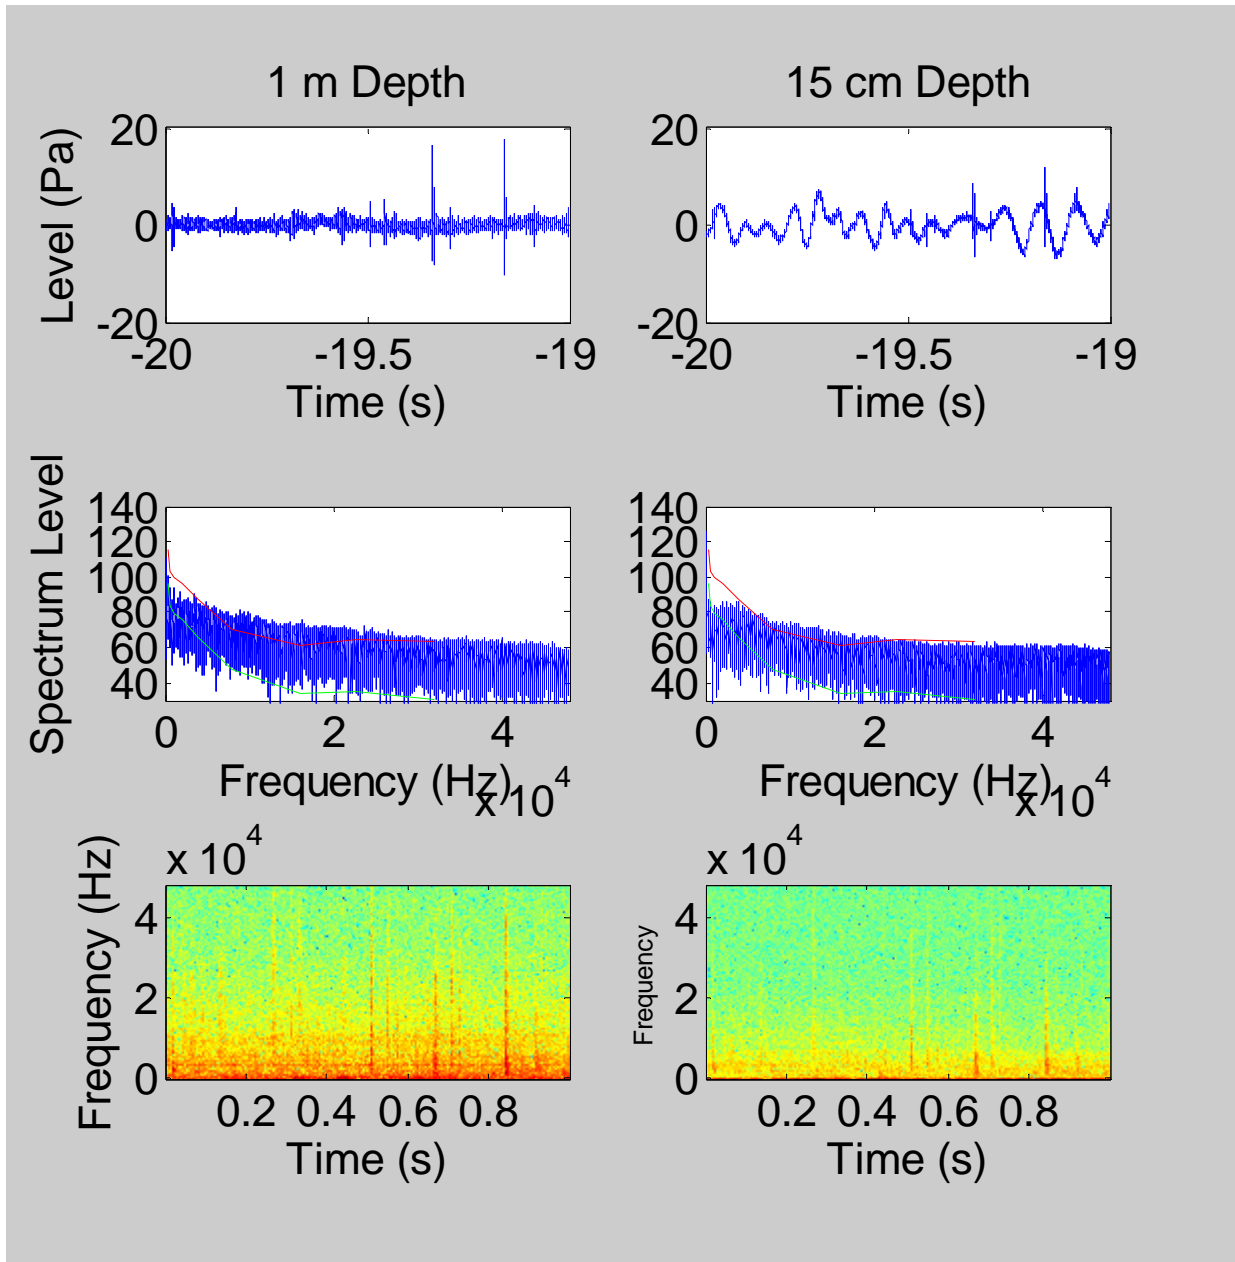 1 m Depth
15 cm Depth
Level (Pa)
20
0
-20
-20
-19.5
-19
Time (s)
20
0
-20
-20
-19.5
-19
Time (s)
Spectrum Level
140
120
100
80
60
40
0
2
4
Frequency (Hz)
x 10^4
140
120
100
80
60
40
0
2
4
Frequency (Hz)
x 10^4
Frequency (Hz)
x 10^4
4
2
0
0.2
0.4
0.6
0.8
Time (s)
Frequency
x 10^4
4
2
0
0.2
0.4
0.6
0.8
Time (s)